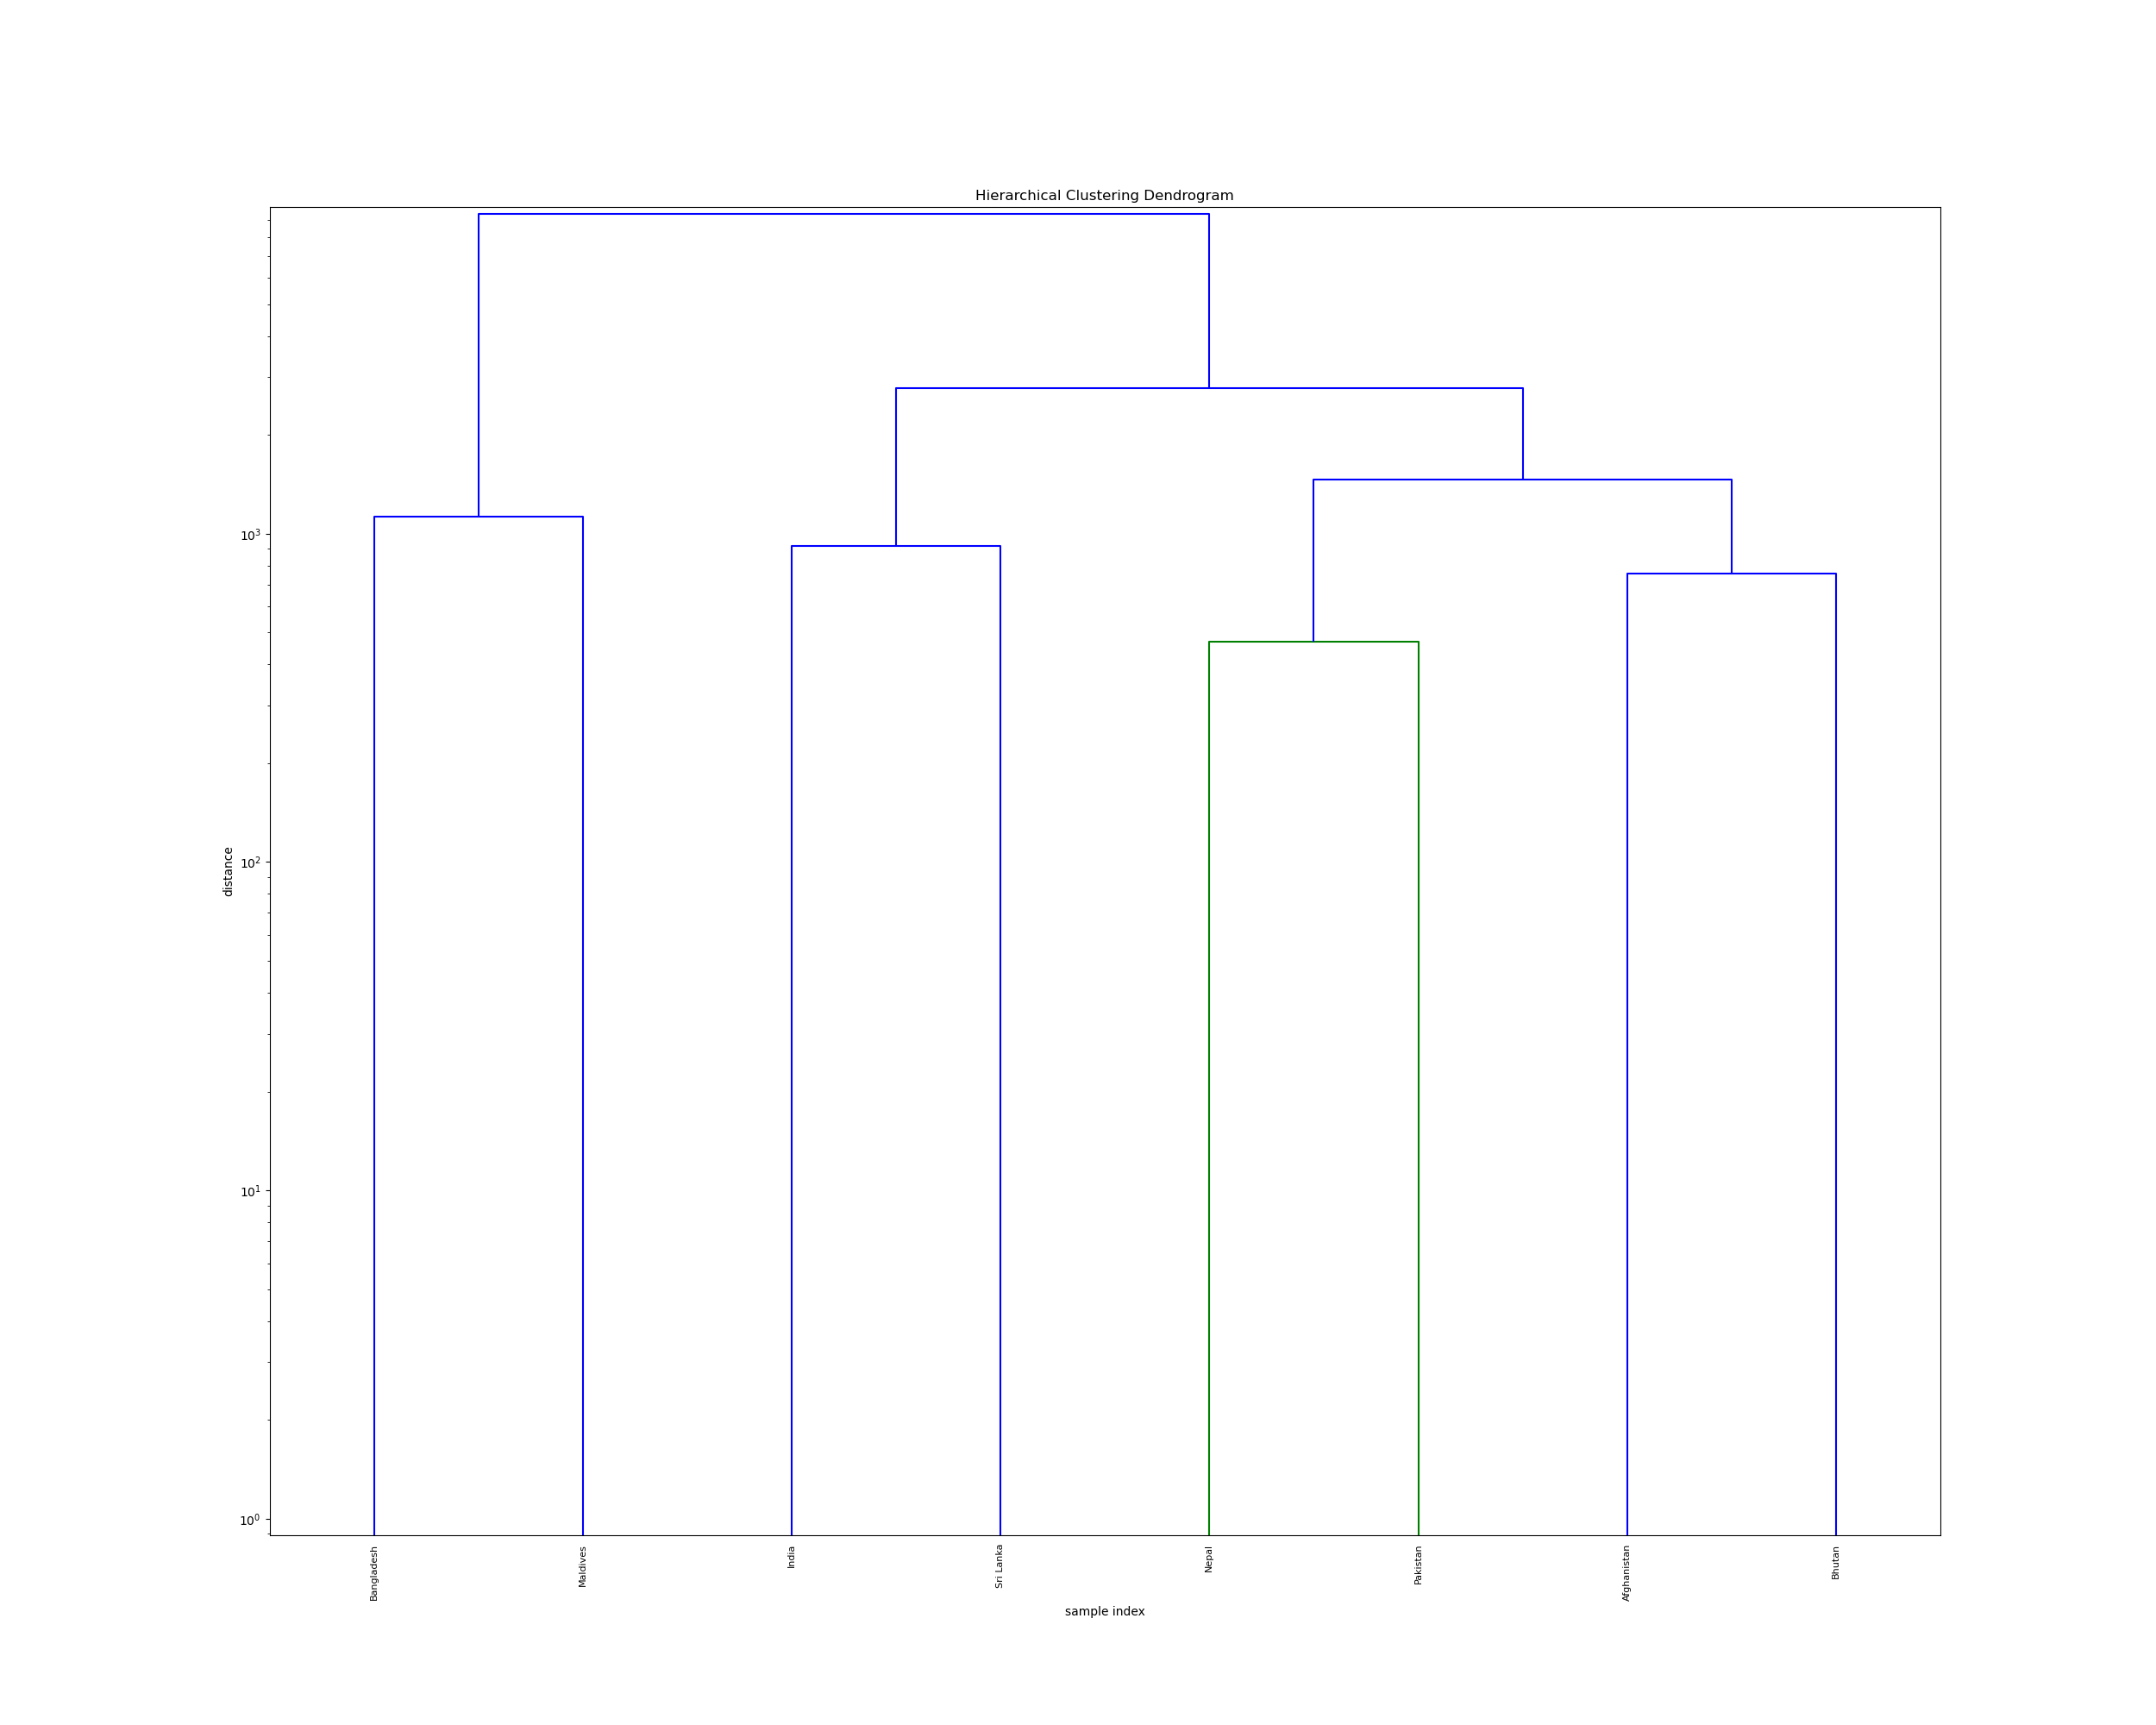 Hierarchical Clustering Dendrogram
10³
10²
10¹
10⁰
distance
Bangladesh
Maldives
India
Sri Lanka
Nepal
Pakistan
Afghanistan
Bhutan
sample index